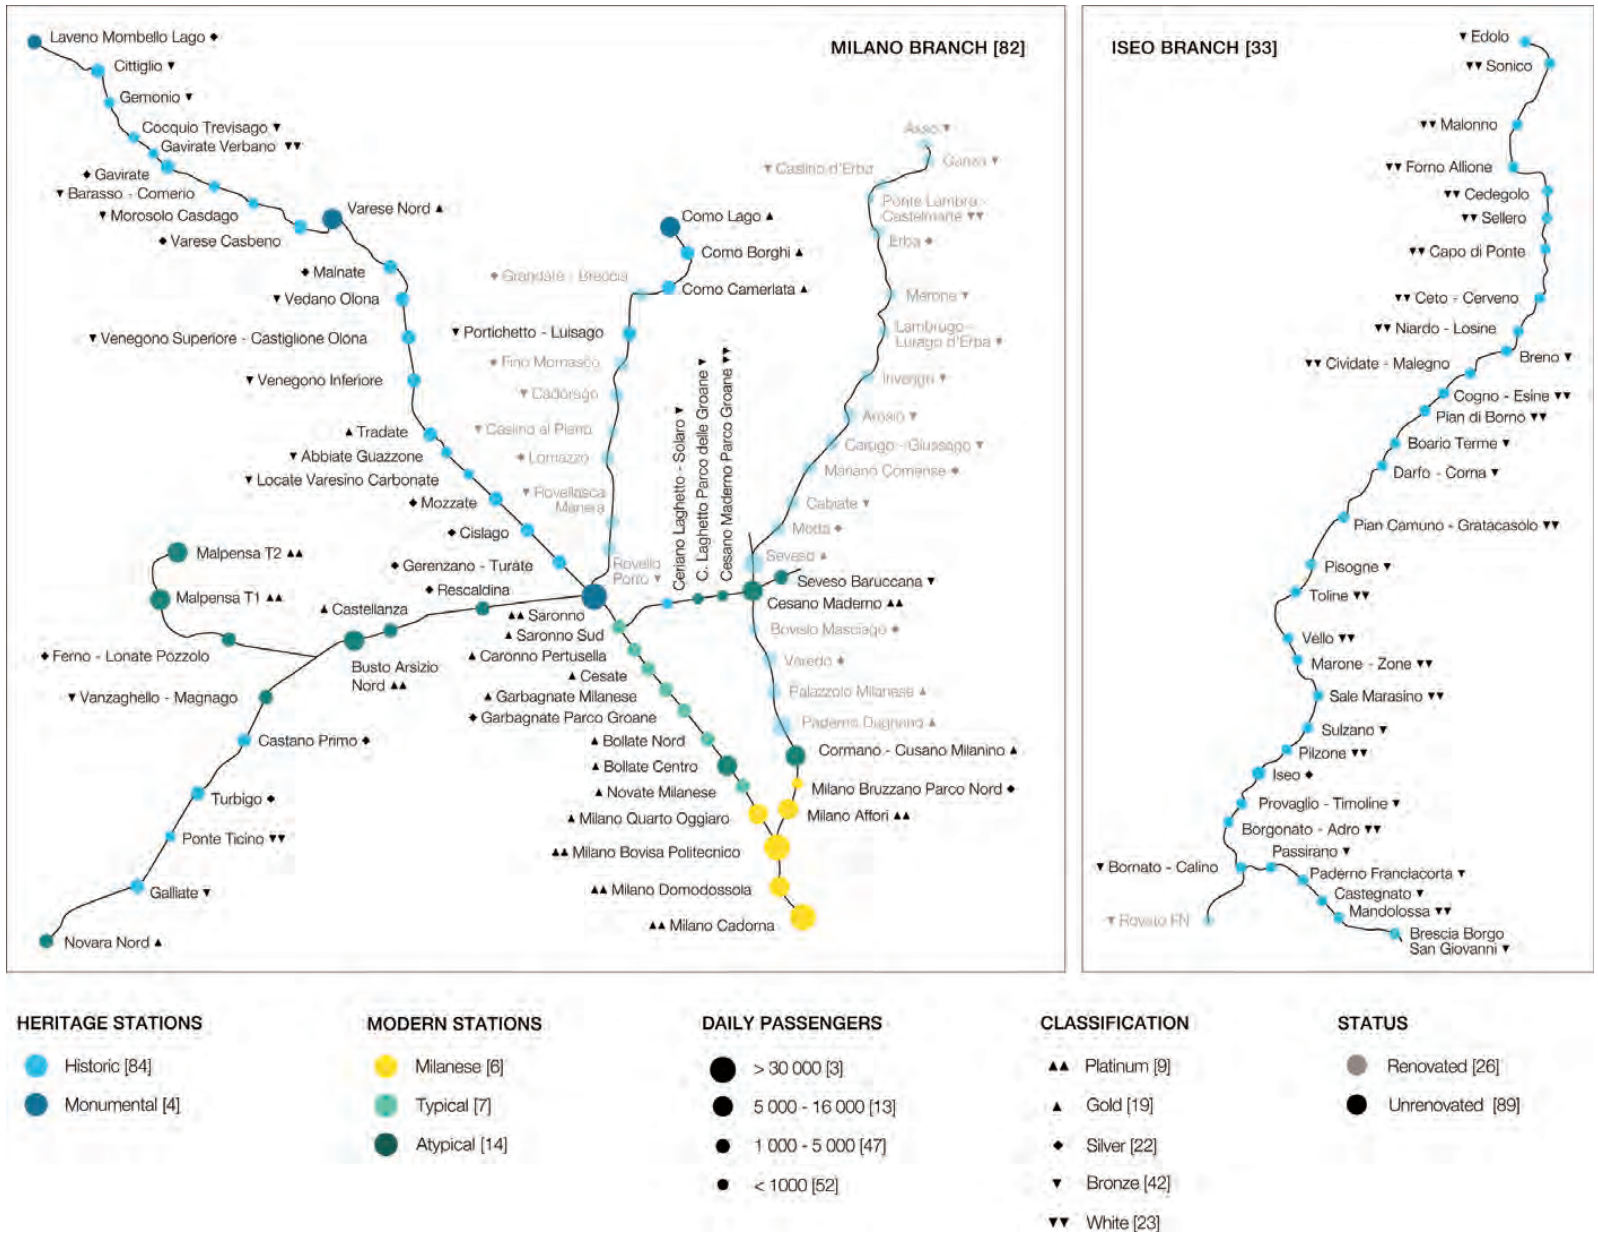 MILANO BRANCH [82]
Laveno Mombello Lago ◆
Cittiglio ▼
Gemonio ▼
Cocquio Trevisago ▼
Gavirate Verbano ▼▼
◆ Gavirate
▼ Barasso - Comerio
▼ Morosolo Casdago
◆ Varese Casbeno
Varese Nord ▲
◆ Malnate
▼ Vedano Olona
▼ Venegono Superiore - Castiglione Olona
▼ Venegono Inferiore
▲ Tradate
▼ Abbiate Guazzone
▼ Locate Varesino Carbonate
◆ Mozzate
◆ Cislago
◆ Gerenzano - Turate
◆ Rescaldina
▲▲ Saronno
Malpensa T2 ▲▲
Malpensa T1 ▲▲
◆ Ferno - Lonate Pozzolo
▲ Castellanza
Busto Arsizio
Nord ▲▲
▼ Vanzaghello - Magnago
Castano Primo ◆
Turbigo ◆
Ponte Ticino ▼▼
Galliate ▼
Novara Nord ▲
Como Lago ▲
Como Borghi ▲
Como Camerlata ▲
◆ Grandate - Breccia
▼ Portichetto - Luisago
◆ Fino Mornasco
▼ Cadorago
▼ Caslino al Piano
◆ Lomazzo
▼ Rovellasca
Manera
Rovello
Porro ▼
Asso ▼
Canzo ▼
▼ Caslino d'Erba
Ponte Lambro -
Castelmarte ▼▼
Erba ◆
Merone ▼
Lambrugo -
Lurago d'Erba ◆
Inverigo ▼
Arosio ▼
Carugo - Giussago ▼
Mariano Comense ◆
Cabiate ▼
Meda ◆
Seveso ▲
Ceriano Laghetto - Solaro ▼
C. Laghetto Parco delle Groane ▼
Cesano Maderno Parco Groane ▼▼
Seveso Baruccana ▼
Cesano Maderno ▲▲
Bovisio Masciago ◆
Varedo ◆
Palazzolo Milanese ▲
Paderno Dugnano ▲
Cormano - Cusano Milanino ▲
Milano Bruzzano Parco Nord ◆
Milano Affori ▲▲
▲ Saronno Sud
▲ Caronno Pertusella
▲ Cesate
▲ Garbagnate Milanese
◆ Garbagnate Parco Groane
▲ Bollate Nord
▲ Bollate Centro
▲ Novate Milanese
▲ Milano Quarto Oggiaro
▲▲ Milano Bovisa Politecnico
▲▲ Milano Domodossola
▲▲ Milano Cadorna
ISEO BRANCH [33]
▼ Edolo
▼▼ Sonico
▼▼ Malonno
▼▼ Forno Allione
▼▼ Cedegolo
▼▼ Sellero
▼▼ Capo di Ponte
▼▼ Ceto - Cerveno
▼▼ Niardo - Losine
Breno ▼
▼▼ Cividate - Malegno
Cogno - Esine ▼▼
Pian di Borno ▼▼
Boario Terme ▼
Darfo - Corna ▼
Pian Camuno - Gratacasolo ▼▼
Pisogne ▼
Toline ▼▼
Vello ▼▼
Marone - Zone ▼▼
Sale Marasino ▼▼
Sulzano ▼
Pilzone ▼▼
Iseo ◆
Provaglio - Timoline ▼
Borgonato - Adro ▼▼
▼ Bornato - Calino
Passirano ▼
Paderno Franciacorta ▼
Castegnato ▼
Mandolossa ▼▼
Brescia Borgo
San Giovanni ▼
▼ Rovato FN
HERITAGE STATIONS
Historic [84]
Monumental [4]
MODERN STATIONS
Milanese [6]
Typical [7]
Atypical [14]
DAILY PASSENGERS
> 30 000 [3]
5 000 - 16 000 [13]
1 000 - 5 000 [47]
< 1000 [52]
CLASSIFICATION
▲▲ Platinum [9]
▲ Gold [19]
◆ Silver [22]
▼ Bronze [42]
▼▼ White [23]
STATUS
Renovated [26]
Unrenovated [89]